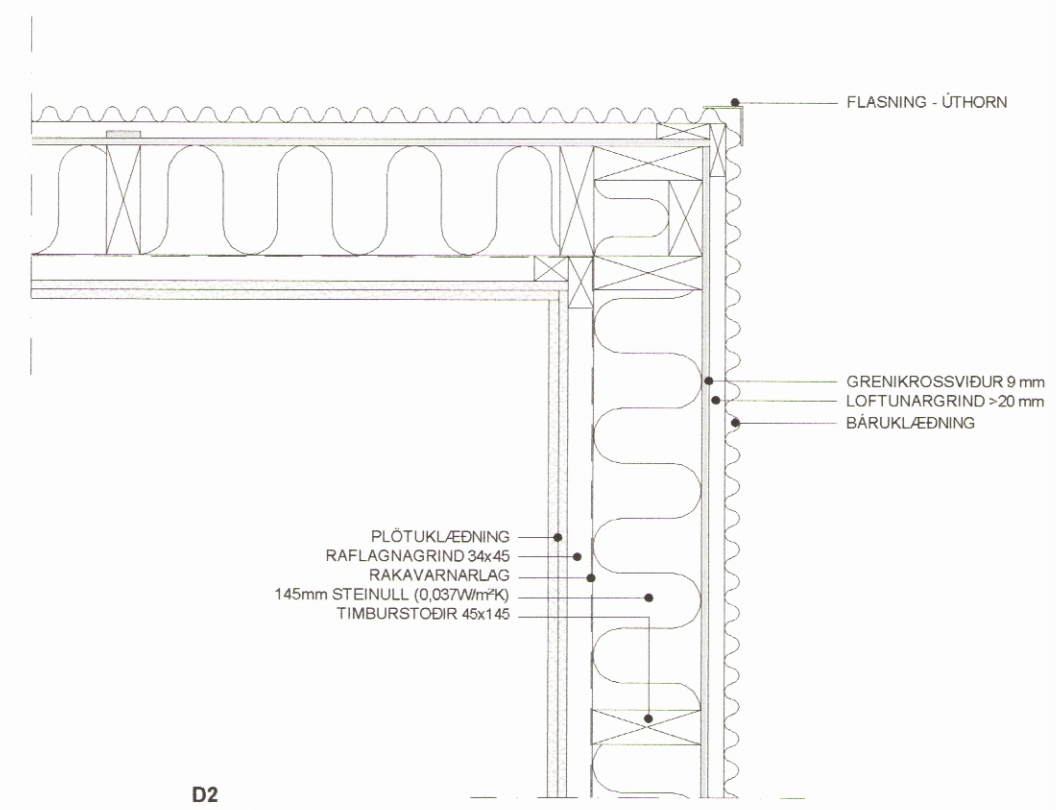 FLASNING - ÚTHORN
GRENIKROSSVIÐUR 9 mm
LOFTUNARGRIND >20 mm
BÁRUKLÆÐNING
PLÖTUKLÆÐNING
RAFLAGNAGRIND 34x45
RAKAVARNARLAG
145mm STEINULL (0,037W/m²K)
TIMBURSTOÐIR 45x145
D2